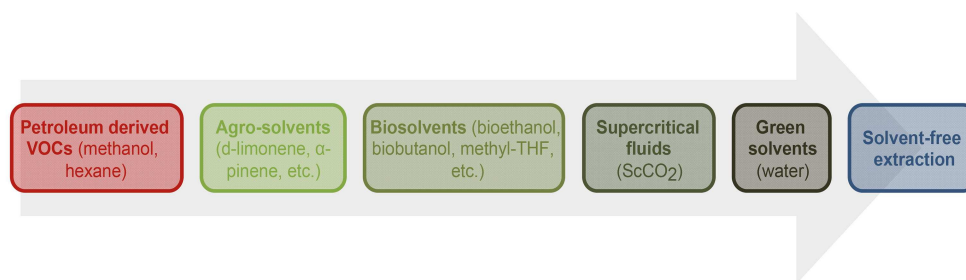 Petroleum derived
VOCs (methanol,
hexane)
Agro-solvents
(d-limonene, α-
pinene, etc.)
Biosolvents (bioethanol,
biobutanol, methyl-THF,
etc.)
Supercritical
fluids
(ScCO2)
Green
solvents
(water)
Solvent-free
extraction